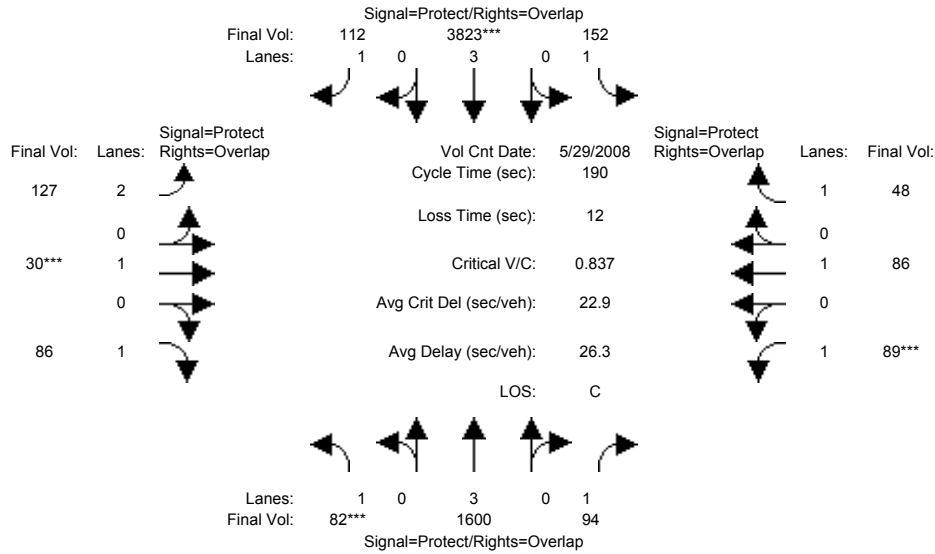 Signal=Protect/Rights=Overlap
Final Vol: 112 3823*** 152
Lanes: 1 0 3 0 1
Signal=Protect Signal=Protect
Final Vol: Lanes: Rights=Overlap Vol Cnt Date: 5/29/2008 Rights=Overlap Lanes: Final Vol:
Cycle Time (sec): 190
127 2 1 48
Loss Time (sec): 12
0 0
30*** 1 Critical V/C: 0.837 1 86
0 Avg Crit Del (sec/veh): 22.9 0
86 1 Avg Delay (sec/veh): 26.3 1 89***
LOS: C
Lanes: 1 0 3 0 1
Final Vol: 82*** 1600 94
Signal=Protect/Rights=Overlap